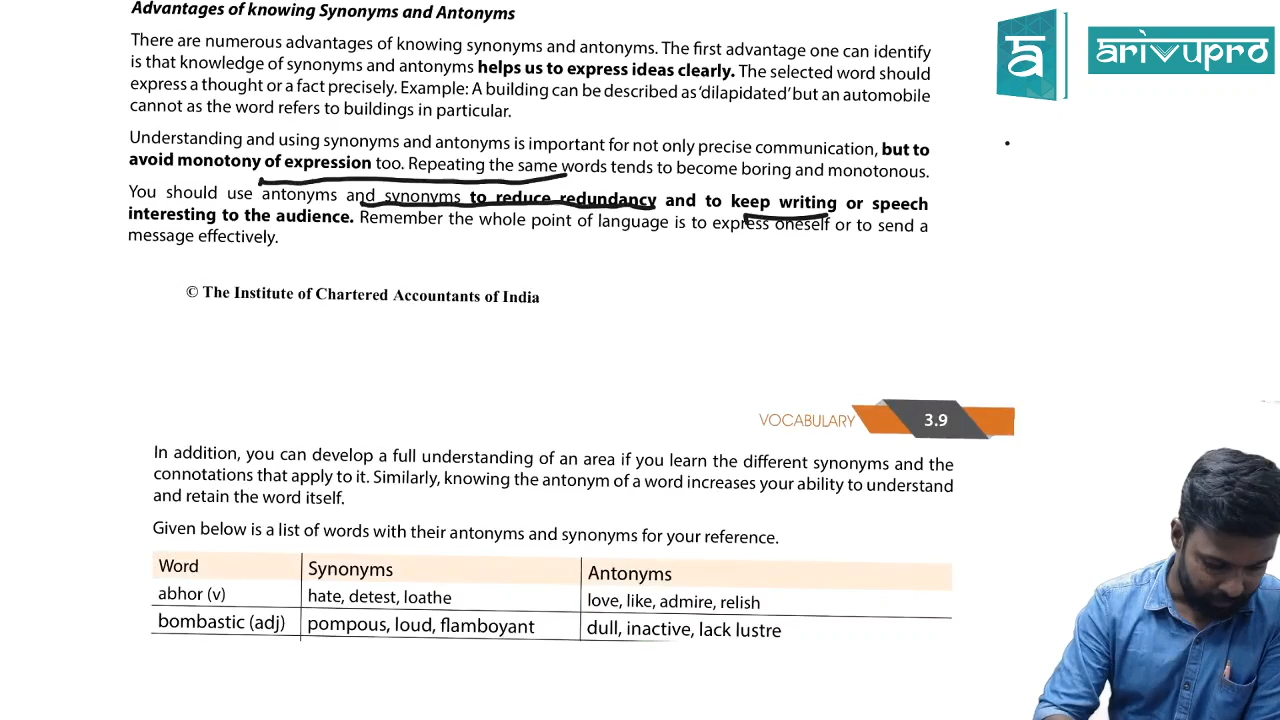 Advantages of knowing Synonyms and Antonyms
There are numerous advantages of knowing synonyms and antonyms. The first advantage one can identify
is that knowledge of synonyms and antonyms helps us to express ideas clearly. The selected word should
express a thought or a fact precisely. Example: A building can be described as 'dilapidated' but an automobile
cannot as the word refers to buildings in particular.
Understanding and using synonyms and antonyms is important for not only precise communication, but to
avoid monotony of expression too. Repeating the same words tends to become boring and monotonous.
You should use antonyms and synonyms to reduce redundancy and to keep writing or speech
interesting to the audience. Remember the whole point of language is to express oneself or to send a
message effectively.
© The Institute of Chartered Accountants of India
VOCABULARY 3.9
In addition, you can develop a full understanding of an area if you learn the different synonyms and the
connotations that apply to it. Similarly, knowing the antonym of a word increases your ability to understand
and retain the word itself.
Given below is a list of words with their antonyms and synonyms for your reference.
Word Synonyms Antonyms
abhor (v) hate, detest, loathe love, like, admire, relish
bombastic (adj) pompous, loud, flamboyant dull, inactive, lack lustre
ā arivupro